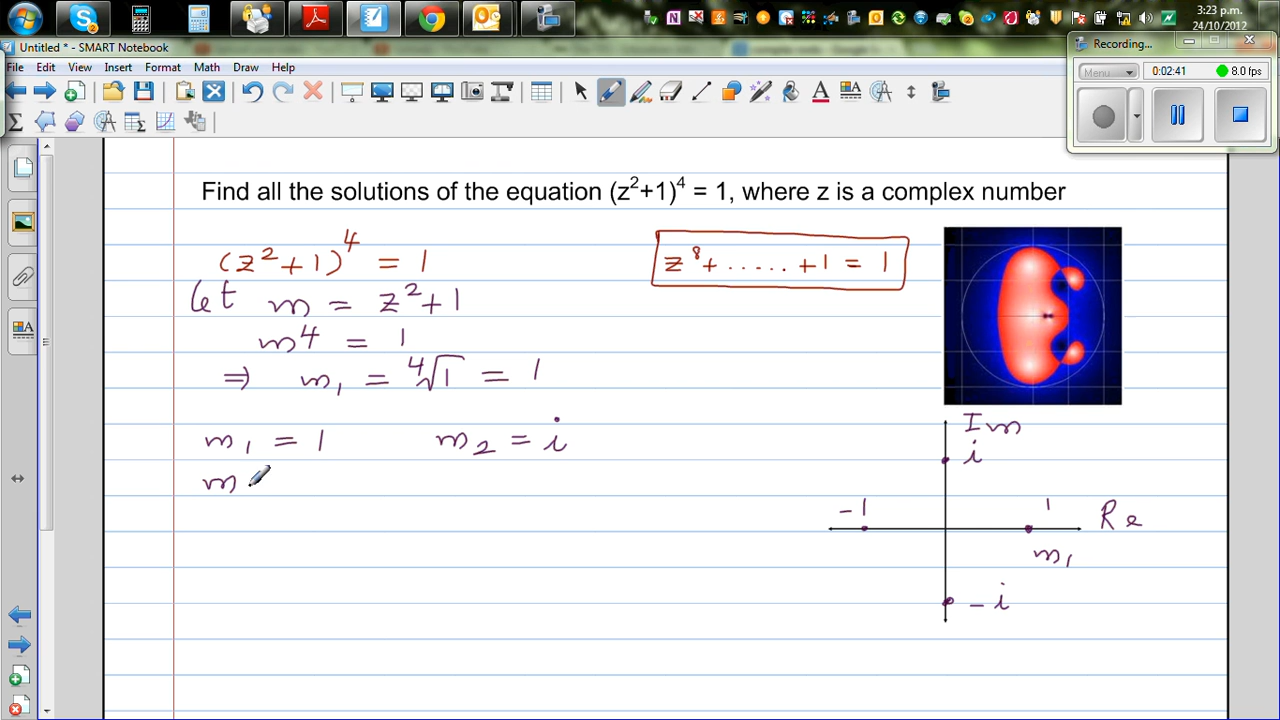 3:23 p.m.
24/10/2012
Untitled * - SMART Notebook
Recording...
File Edit View Insert Format Math Draw Help
Menu 00:02:41 8.0 fps
Find all the solutions of the equation (z²+1)⁴ = 1, where z is a complex number
(z²+1)⁴ = 1
z⁸+.....+1 = 1
let m = z²+1
m⁴ = 1
⇒ m₁ = ⁴√1 = 1
m₁ = 1 m₂ = i
m
Im
i
-1 1 Re
m₁
-i